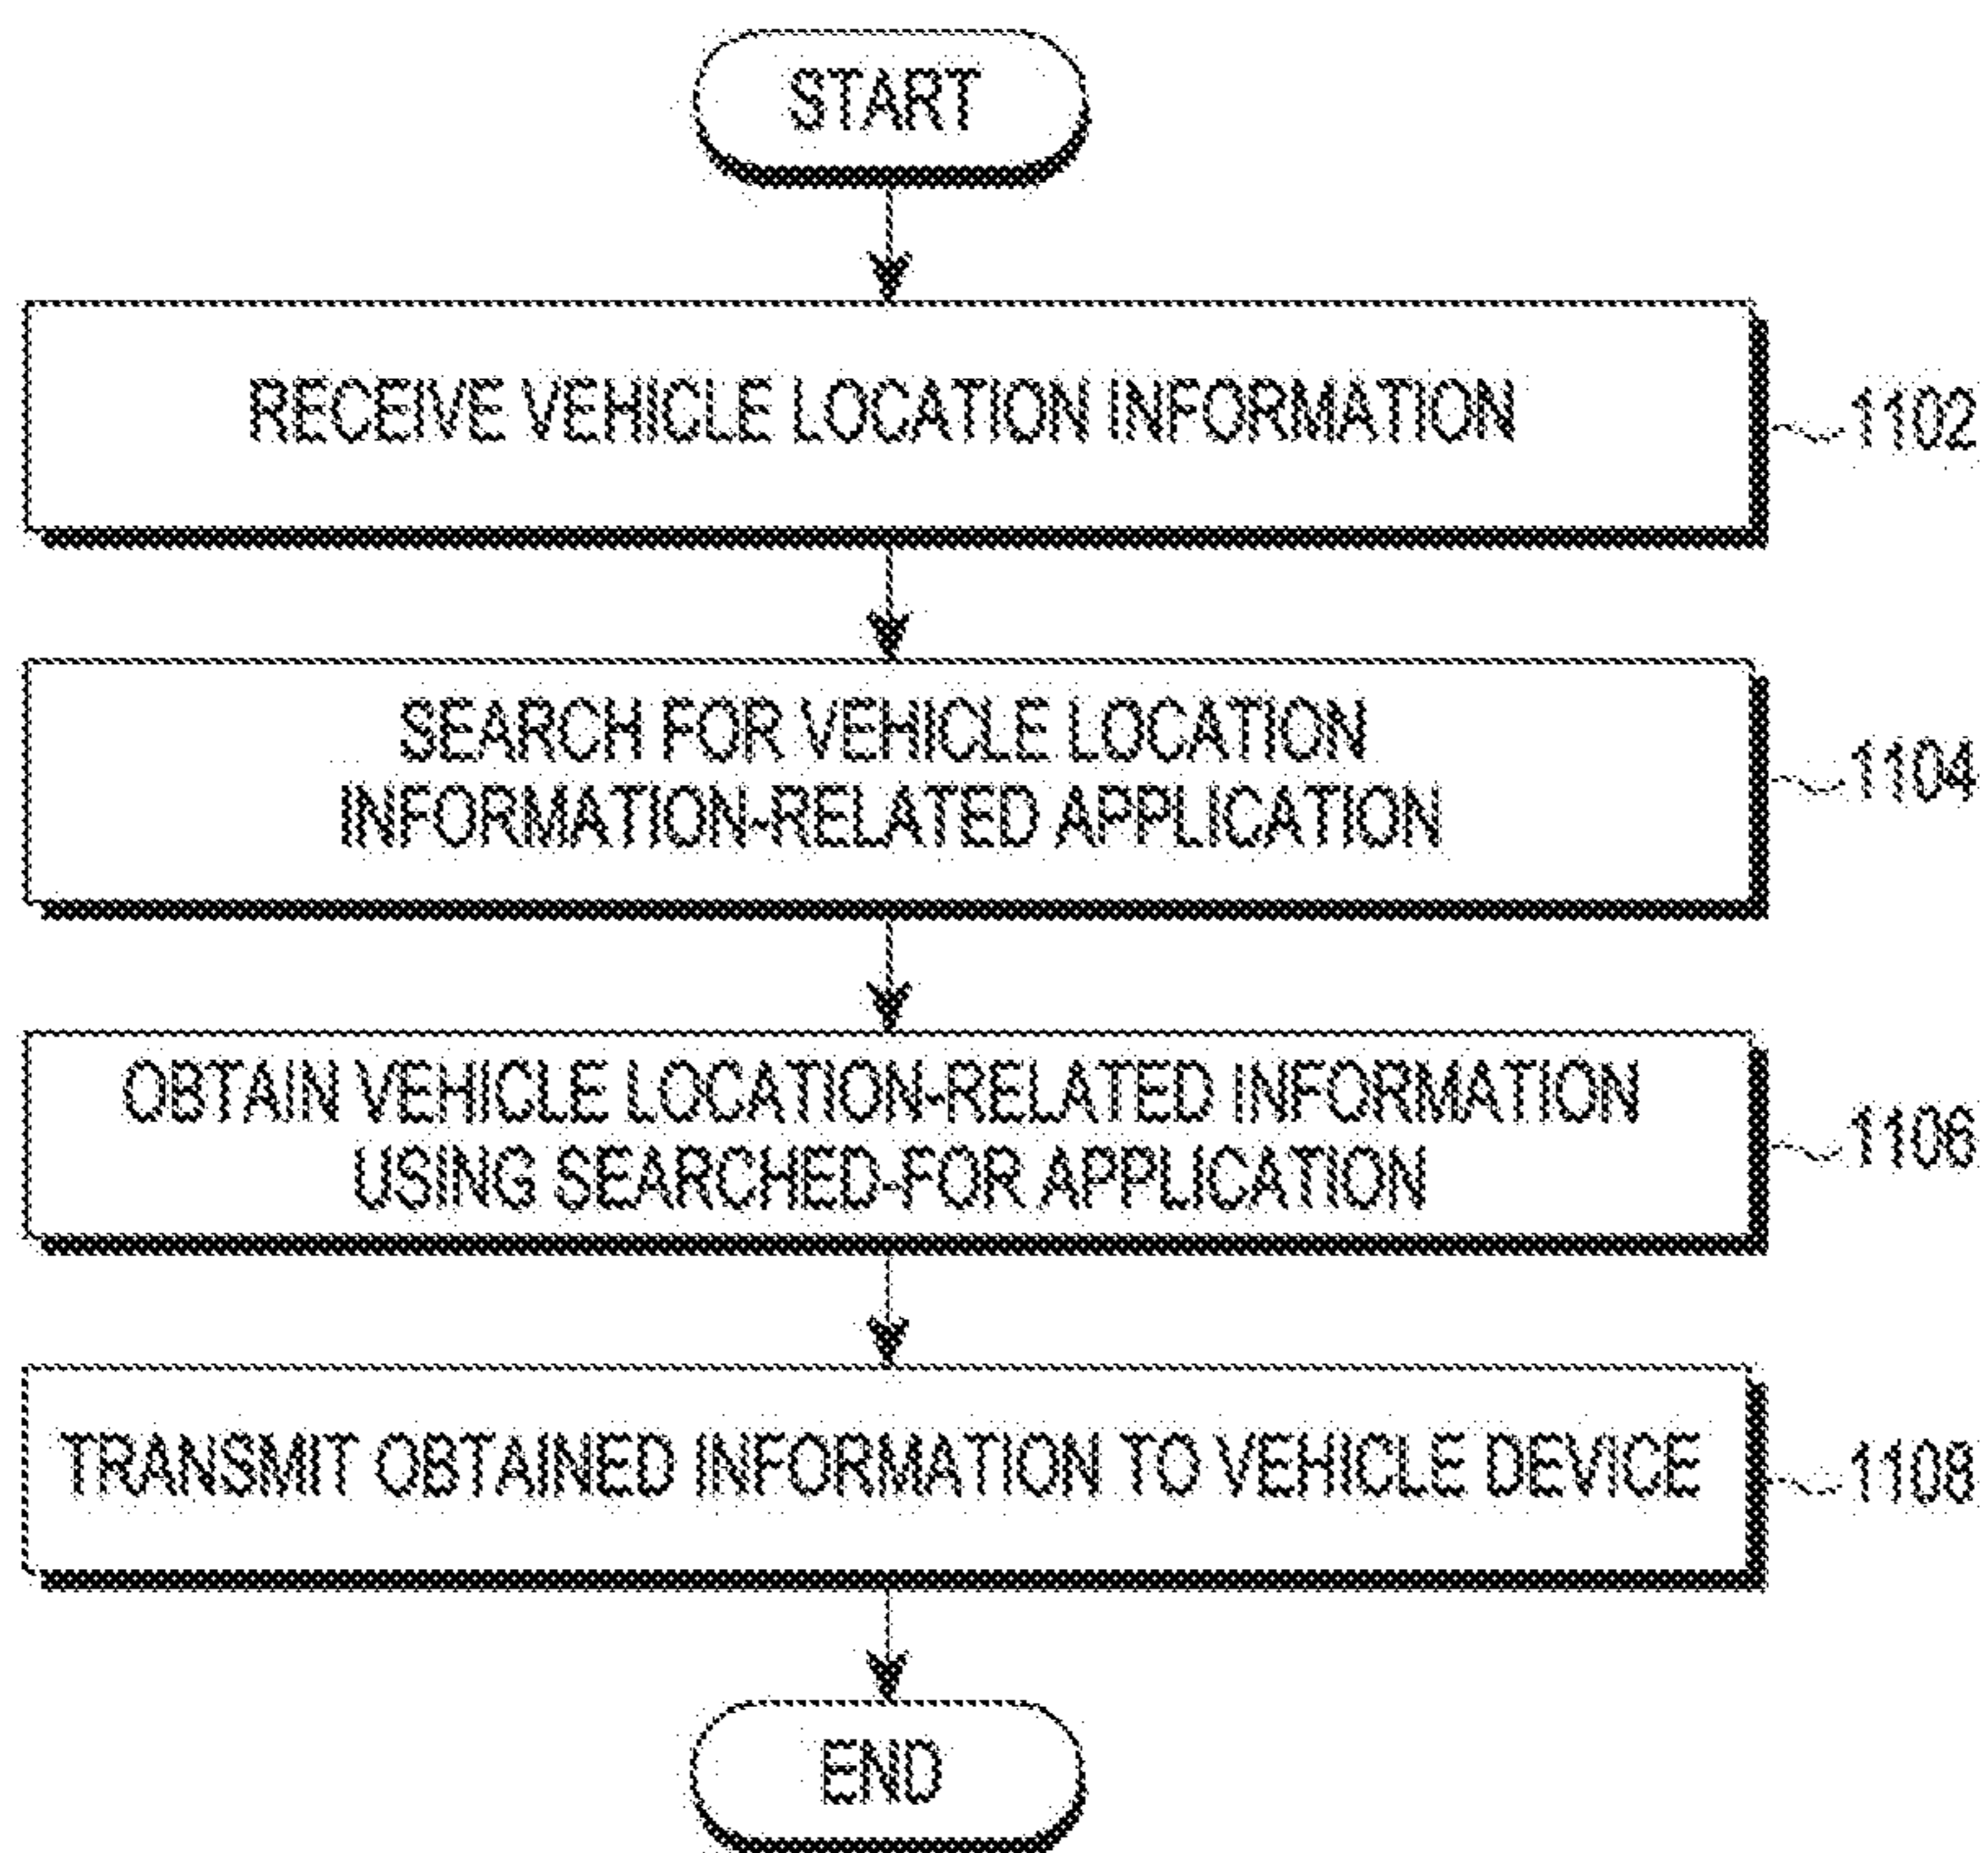 START
RECEIVE VEHICLE LOCATION INFORMATION
1102
SEARCH FOR VEHICLE LOCATION
INFORMATION-RELATED APPLICATION
1104
OBTAIN VEHICLE LOCATION-RELATED INFORMATION
USING SEARCHED-FOR APPLICATION
1106
TRANSMIT OBTAINED INFORMATION TO VEHICLE DEVICE
1108
END